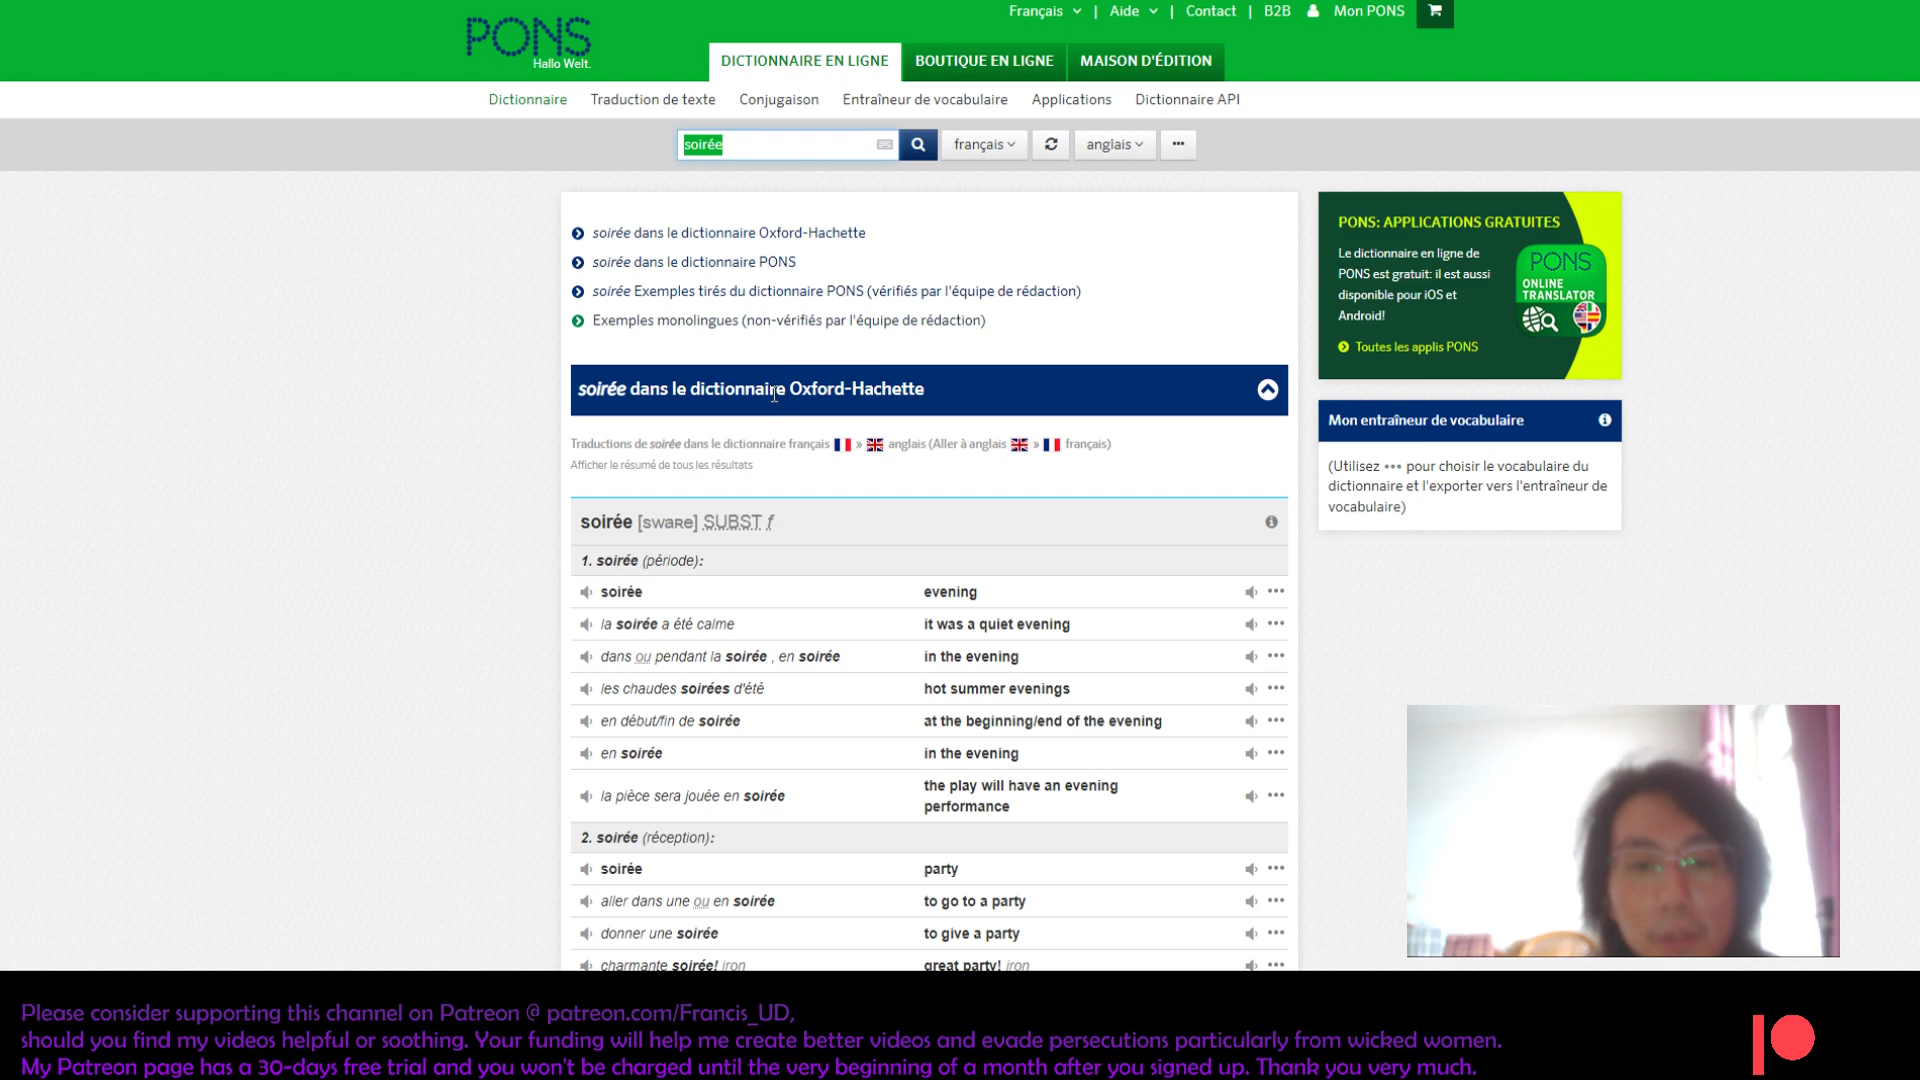 Français | Aide | Contact | B2B Mon PONS
PONS
Hallo Welt.
DICTIONNAIRE EN LIGNE BOUTIQUE EN LIGNE MAISON D'ÉDITION
Dictionnaire Traduction de texte Conjugaison Entraîneur de vocabulaire Applications Dictionnaire API
soirée français anglais •••
soirée dans le dictionnaire Oxford-Hachette
soirée dans le dictionnaire PONS
soirée Exemples tirés du dictionnaire PONS (vérifiés par l'équipe de rédaction)
Exemples monolingues (non-vérifiés par l'équipe de rédaction)
soirée dans le dictionnaire Oxford-Hachette
Traductions de soirée dans le dictionnaire français » anglais (Aller à anglais » français)
Afficher le résumé de tous les résultats
soirée [swaʀe] SUBST f
1. soirée (période):
soirée evening
la soirée a été calme it was a quiet evening
dans ou pendant la soirée , en soirée in the evening
les chaudes soirées d'été hot summer evenings
en début/fin de soirée at the beginning/end of the evening
en soirée in the evening
la pièce sera jouée en soirée the play will have an evening
performance
2. soirée (réception):
soirée party
aller dans une ou en soirée to go to a party
donner une soirée to give a party
charmante soirée! iron great party! iron
PONS: APPLICATIONS GRATUITES
Le dictionnaire en ligne de
PONS est gratuit: il est aussi
disponible pour iOS et
Android!
Toutes les applis PONS
PONS
ONLINE
TRANSLATOR
Mon entraîneur de vocabulaire
(Utilisez ••• pour choisir le vocabulaire du
dictionnaire et l'exporter vers l'entraîneur de
vocabulaire)
Please consider supporting this channel on Patreon @ patreon.com/Francis_UD,
should you find my videos helpful or soothing. Your funding will help me create better videos and evade persecutions particularly from wicked women.
My Patreon page has a 30-days free trial and you won't be charged until the very beginning of a month after you signed up. Thank you very much.